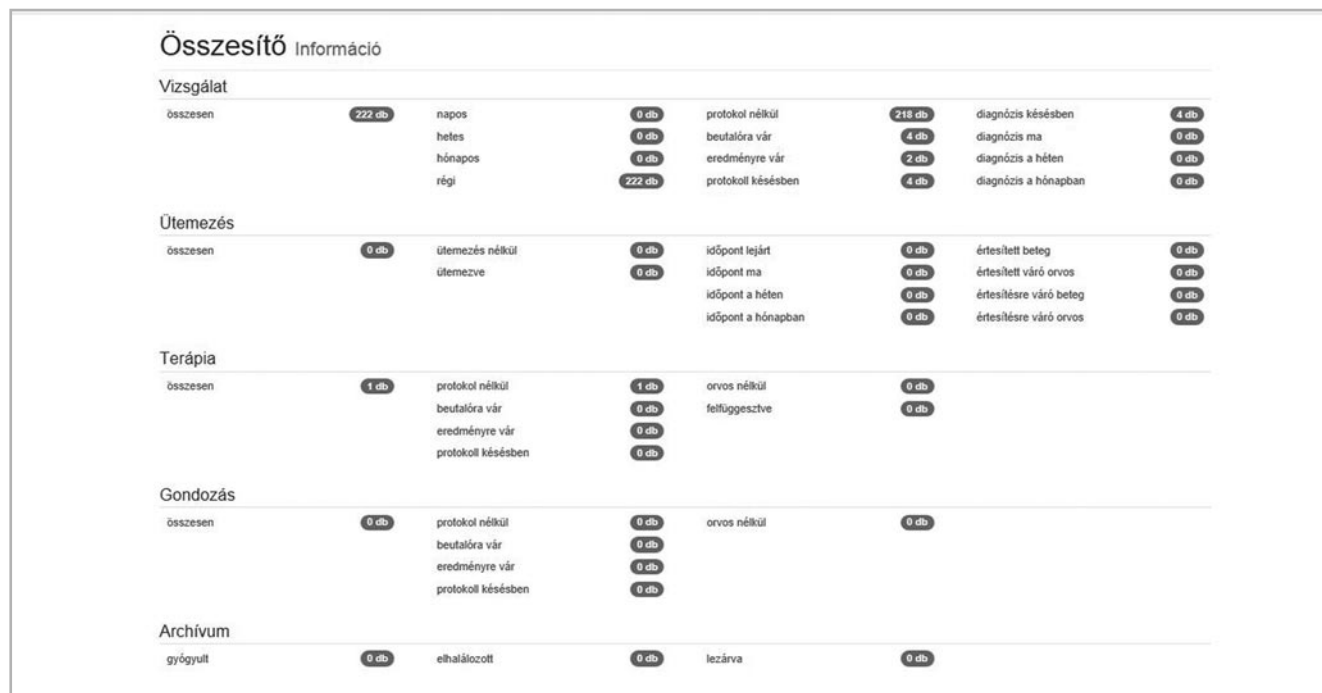 Összesítő Információ
Vizsgálat
összesen 222 db napos 0 db protokol nélkül 218 db diagnózis késésben 4 db
hetes 0 db beutalóra vár 4 db diagnózis ma 0 db
hónapos 0 db eredményre vár 2 db diagnózis a héten 0 db
régi 222 db protokoll késésben 4 db diagnózis a hónapban 0 db
Ütemezés
összesen 0 db ütemezés nélkül 0 db időpont lejárt 0 db értesített beteg 0 db
ütemezve 0 db időpont ma 0 db értesített váró orvos 0 db
időpont a héten 0 db értesítésre váró beteg 0 db
időpont a hónapban 0 db értesítésre váró orvos 0 db
Terápia
összesen 1 db protokol nélkül 1 db orvos nélkül 0 db
beutalóra vár 0 db felfüggesztve 0 db
eredményre vár 0 db
protokoll késésben 0 db
Gondozás
összesen 0 db protokol nélkül 0 db orvos nélkül 0 db
beutalóra vár 0 db
eredményre vár 0 db
protokoll késésben 0 db
Archívum
gyógyult 0 db elhalálozott 0 db lezárva 0 db